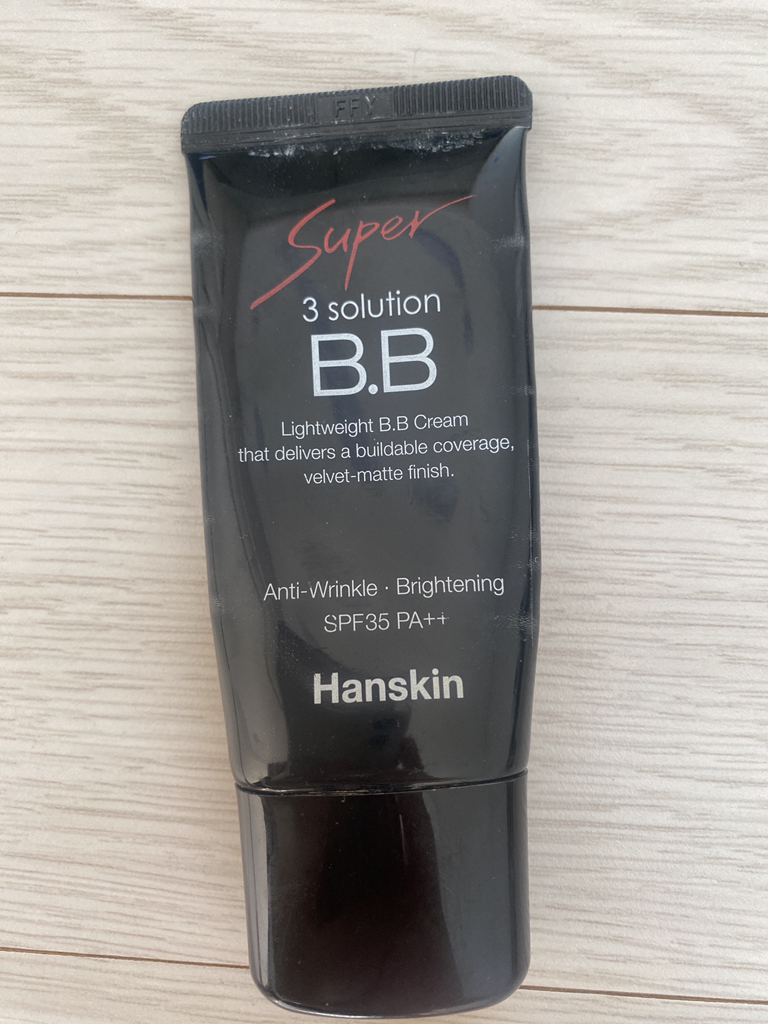 Super
3 solution
B.B
Lightweight B.B Cream
that delivers a buildable coverage,
velvet-matte finish.
Anti-Wrinkle · Brightening
SPF35 PA++
Hanskin